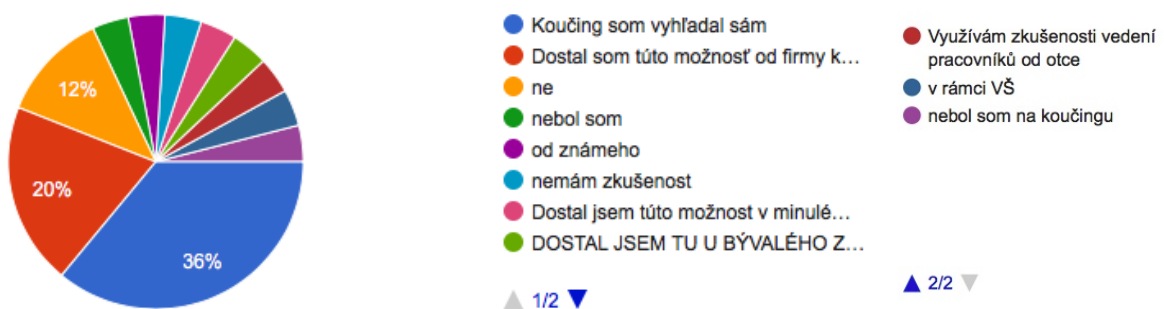 12%
20%
36%
Koučing som vyhľadal sám
Dostal som túto možnosť od firmy k...
ne
nebol som
od známeho
nemám zkušenost
Dostal jsem túto možnost v minulé...
DOSTAL JSEM TU U BÝVALÉHO Z...
1/2
Využívám zkušenosti vedení
pracovníků od otce
v rámci VŠ
nebol som na koučingu
2/2